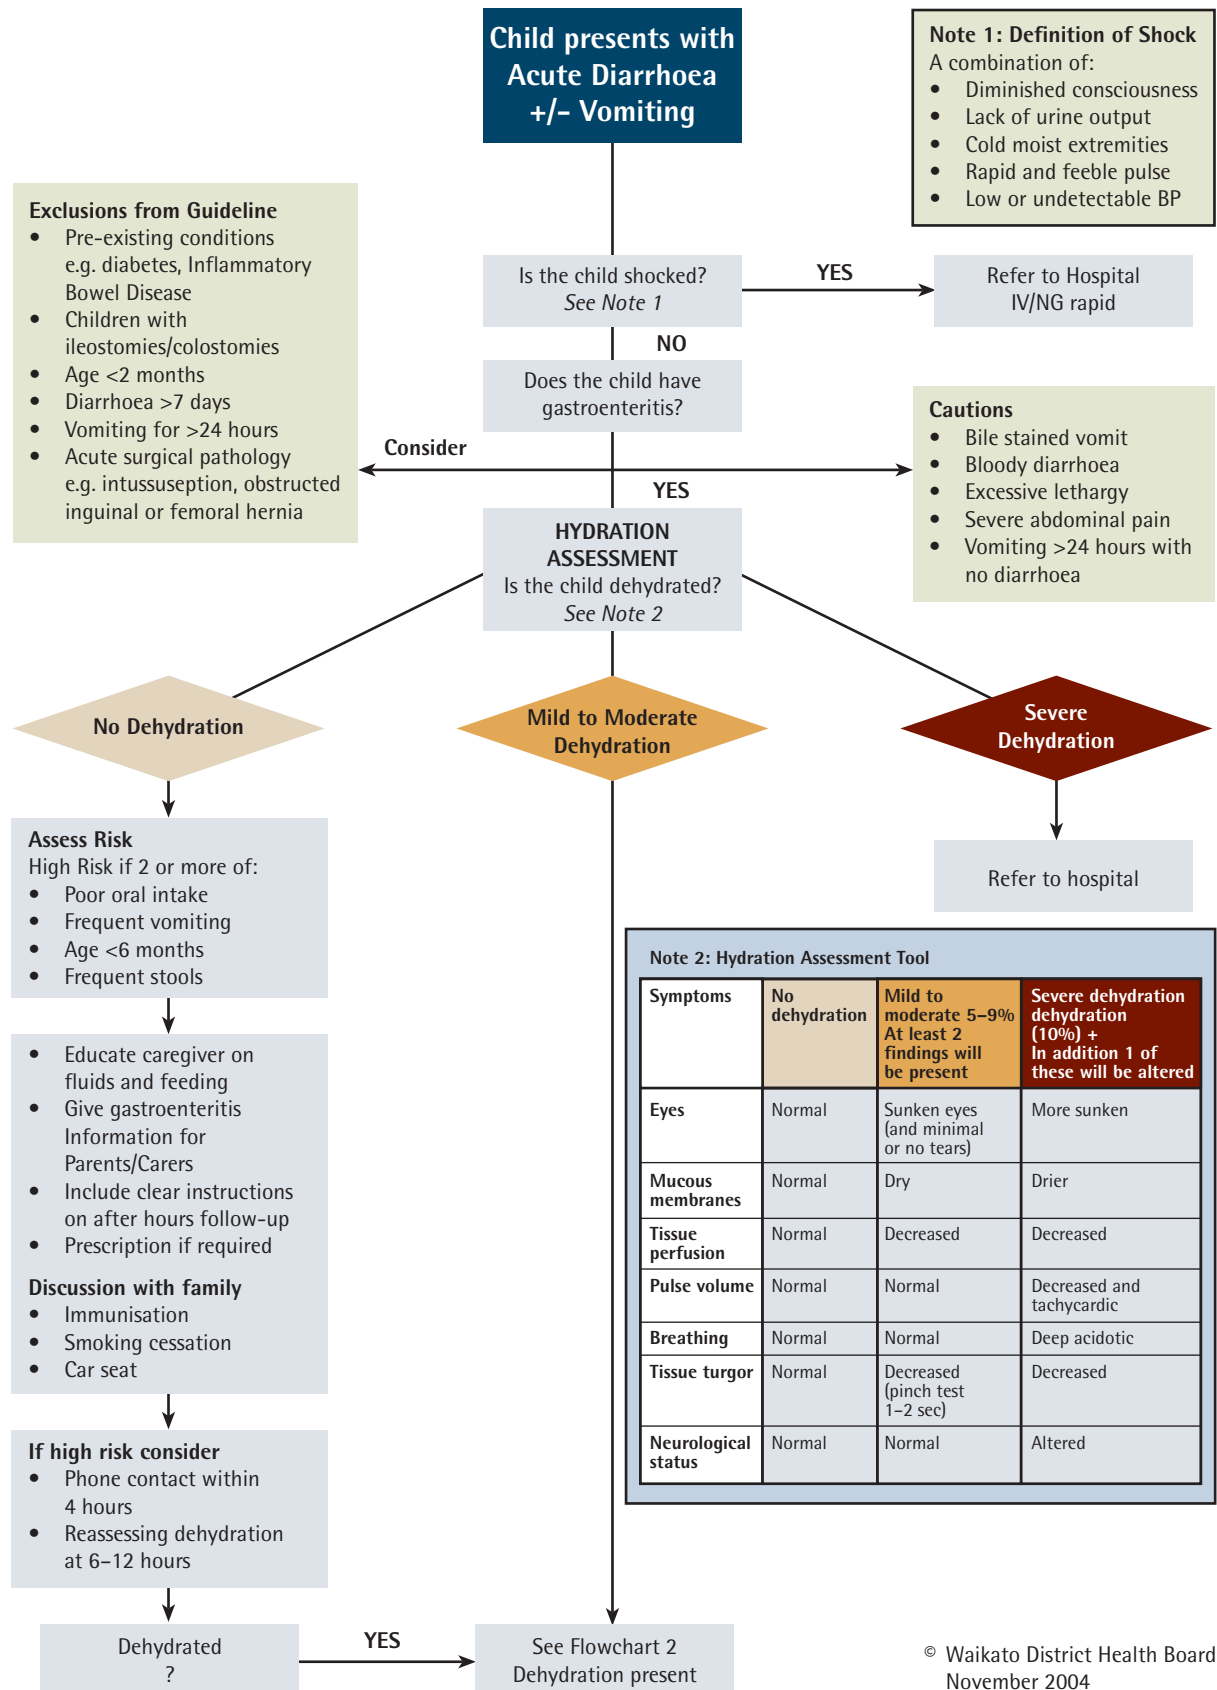 Child presents with
Acute Diarrhoea
+/- Vomiting
Note 1: Definition of Shock
A combination of:
• Diminished consciousness
• Lack of urine output
• Cold moist extremities
• Rapid and feeble pulse
• Low or undetectable BP
Exclusions from Guideline
• Pre-existing conditions
e.g. diabetes, Inflammatory
Bowel Disease
• Children with
ileostomies/colostomies
• Age <2 months
• Diarrhoea >7 days
• Vomiting for >24 hours
• Acute surgical pathology
e.g. intussuseption, obstructed
inguinal or femoral hernia
Is the child shocked?
See Note 1
YES
Refer to Hospital
IV/NG rapid
NO
Does the child have
gastroenteritis?
Consider
YES
Cautions
• Bile stained vomit
• Bloody diarrhoea
• Excessive lethargy
• Severe abdominal pain
• Vomiting >24 hours with
no diarrhoea
HYDRATION
ASSESSMENT
Is the child dehydrated?
See Note 2
No Dehydration
Mild to Moderate
Dehydration
Severe
Dehydration
Assess Risk
High Risk if 2 or more of:
• Poor oral intake
• Frequent vomiting
• Age <6 months
• Frequent stools
Refer to hospital
• Educate caregiver on
fluids and feeding
• Give gastroenteritis
Information for
Parents/Carers
• Include clear instructions
on after hours follow-up
• Prescription if required
Discussion with family
• Immunisation
• Smoking cessation
• Car seat
If high risk consider
• Phone contact within
4 hours
• Reassessing dehydration
at 6–12 hours
Dehydrated
?
YES
See Flowchart 2
Dehydration present
Note 2: Hydration Assessment Tool
Symptoms
No
dehydration
Mild to
moderate 5–9%
At least 2
findings will
be present
Severe dehydration
dehydration
(10%) +
In addition 1 of
these will be altered
Eyes
Normal
Sunken eyes
(and minimal
or no tears)
More sunken
Mucous
membranes
Normal
Dry
Drier
Tissue
perfusion
Normal
Decreased
Decreased
Pulse volume
Normal
Normal
Decreased and
tachycardic
Breathing
Normal
Normal
Deep acidotic
Tissue turgor
Normal
Decreased
(pinch test
1–2 sec)
Decreased
Neurological
status
Normal
Normal
Altered
© Waikato District Health Board
November 2004